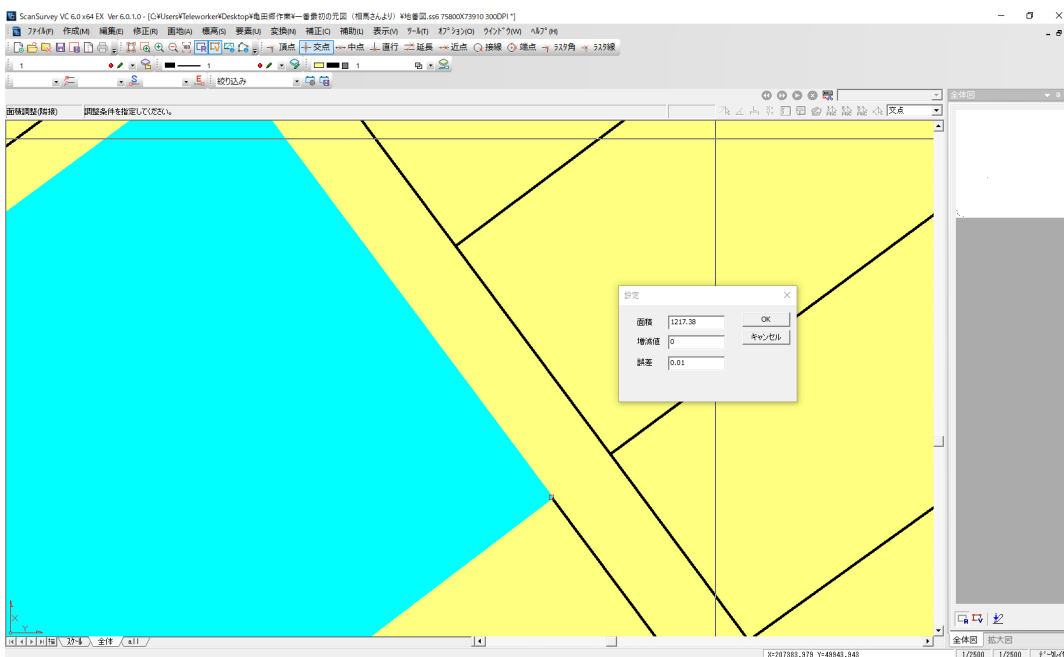 ScanSurvey VC 6.0 x64 EX Ver 6.0.1.0 - [C:¥Users¥Teleworker¥Desktop¥亀田郷作業¥一番最初の元図（相馬さんより）¥地番図.ss6 75800X73910 300DPI *]
ﾌｧｲﾙ(F) 作成(M) 編集(E) 修正(R) 画地(A) 標高(S) 要素(U) 変換(N) 補正(C) 補助(L) 表示(V) ﾂｰﾙ(T) ｵﾌﾟｼｮﾝ(O) ｳｨﾝﾄﾞｳ(W) ﾍﾙﾌﾟ(H)
頂点 交点 中点 直行 延長 近点 接線 端点 ﾗｽﾀ角 ﾗｽﾀ線
1 1 1
絞り込み
全体図
面積調整(隣接) 調整条件を指定してください。 交点
設定
面積 1217.38 OK
増減値 0 キャンセル
誤差 0.01
X
Y
ｽｹｰﾙ 全体 all
全体図 拡大図
X=207383.979 Y=49943.943 1/2500 1/2500